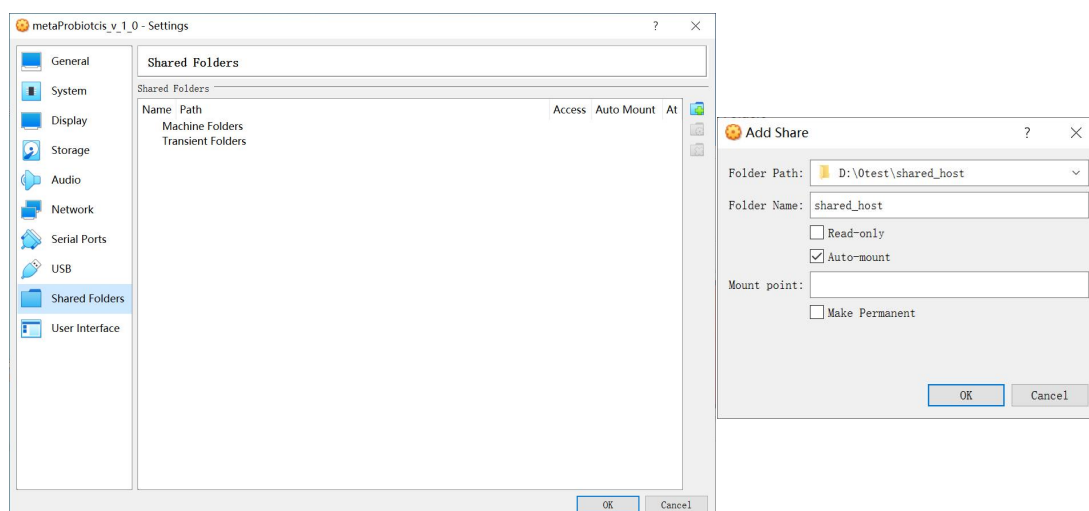 metaProbiotcis_v_1_0 - Settings
?
General
System
Display
Storage
Audio
Network
Serial Ports
USB
Shared Folders
User Interface
Shared Folders
Shared Folders
Name Path Access Auto Mount At
Machine Folders
Transient Folders
OK Cancel
Add Share ?
Folder Path: D:\0test\shared_host
Folder Name: shared_host
Read-only
Auto-mount
Mount point:
Make Permanent
OK Cancel